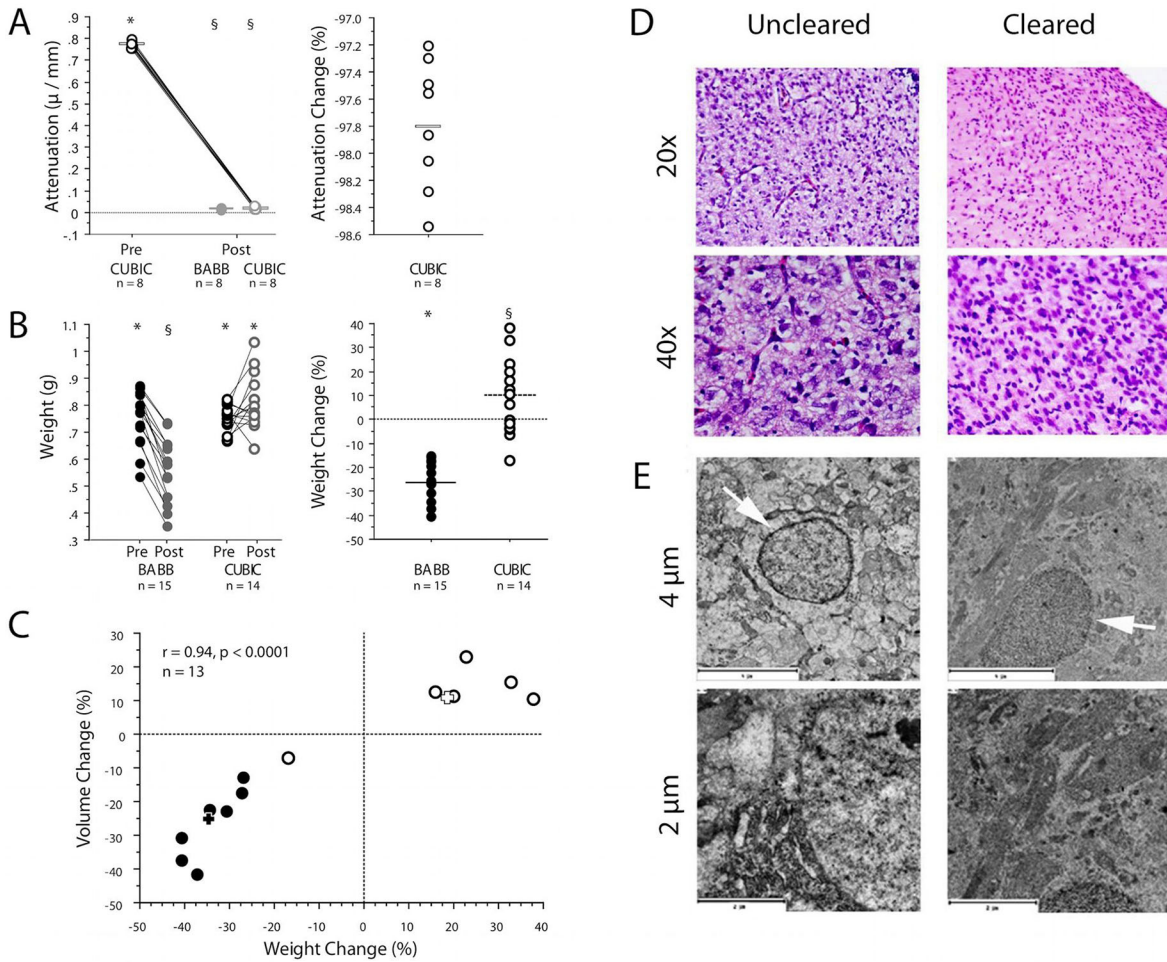 A
Attenuation (µ / mm)
.9
.8
.7
.6
.5
.4
.3
.2
.1
0
-.1
*
§
§
Pre
Post
CUBIC
BABB
CUBIC
n = 8
n = 8
n = 8
Attenuation Change (%)
-97.0
-97.2
-97.4
-97.6
-97.8
-98.0
-98.2
-98.4
-98.6
CUBIC
n = 8
B
Weight (g)
1.1
1
.9
.8
.7
.6
.5
.4
.3
*
§
*
*
Pre
Post
Pre
Post
BABB
CUBIC
n = 15
n = 14
Weight Change (%)
40
30
20
10
0
-10
-20
-30
-40
-50
*
§
BABB
CUBIC
n = 15
n = 14
C
Volume Change (%)
30
20
10
0
-10
-20
-30
-40
-50
r = 0.94, p < 0.0001
n = 13
-50
-40
-30
-20
-10
0
10
20
30
40
Weight Change (%)
D
Uncleared
Cleared
20x
40x
E
4 µm
2 µm